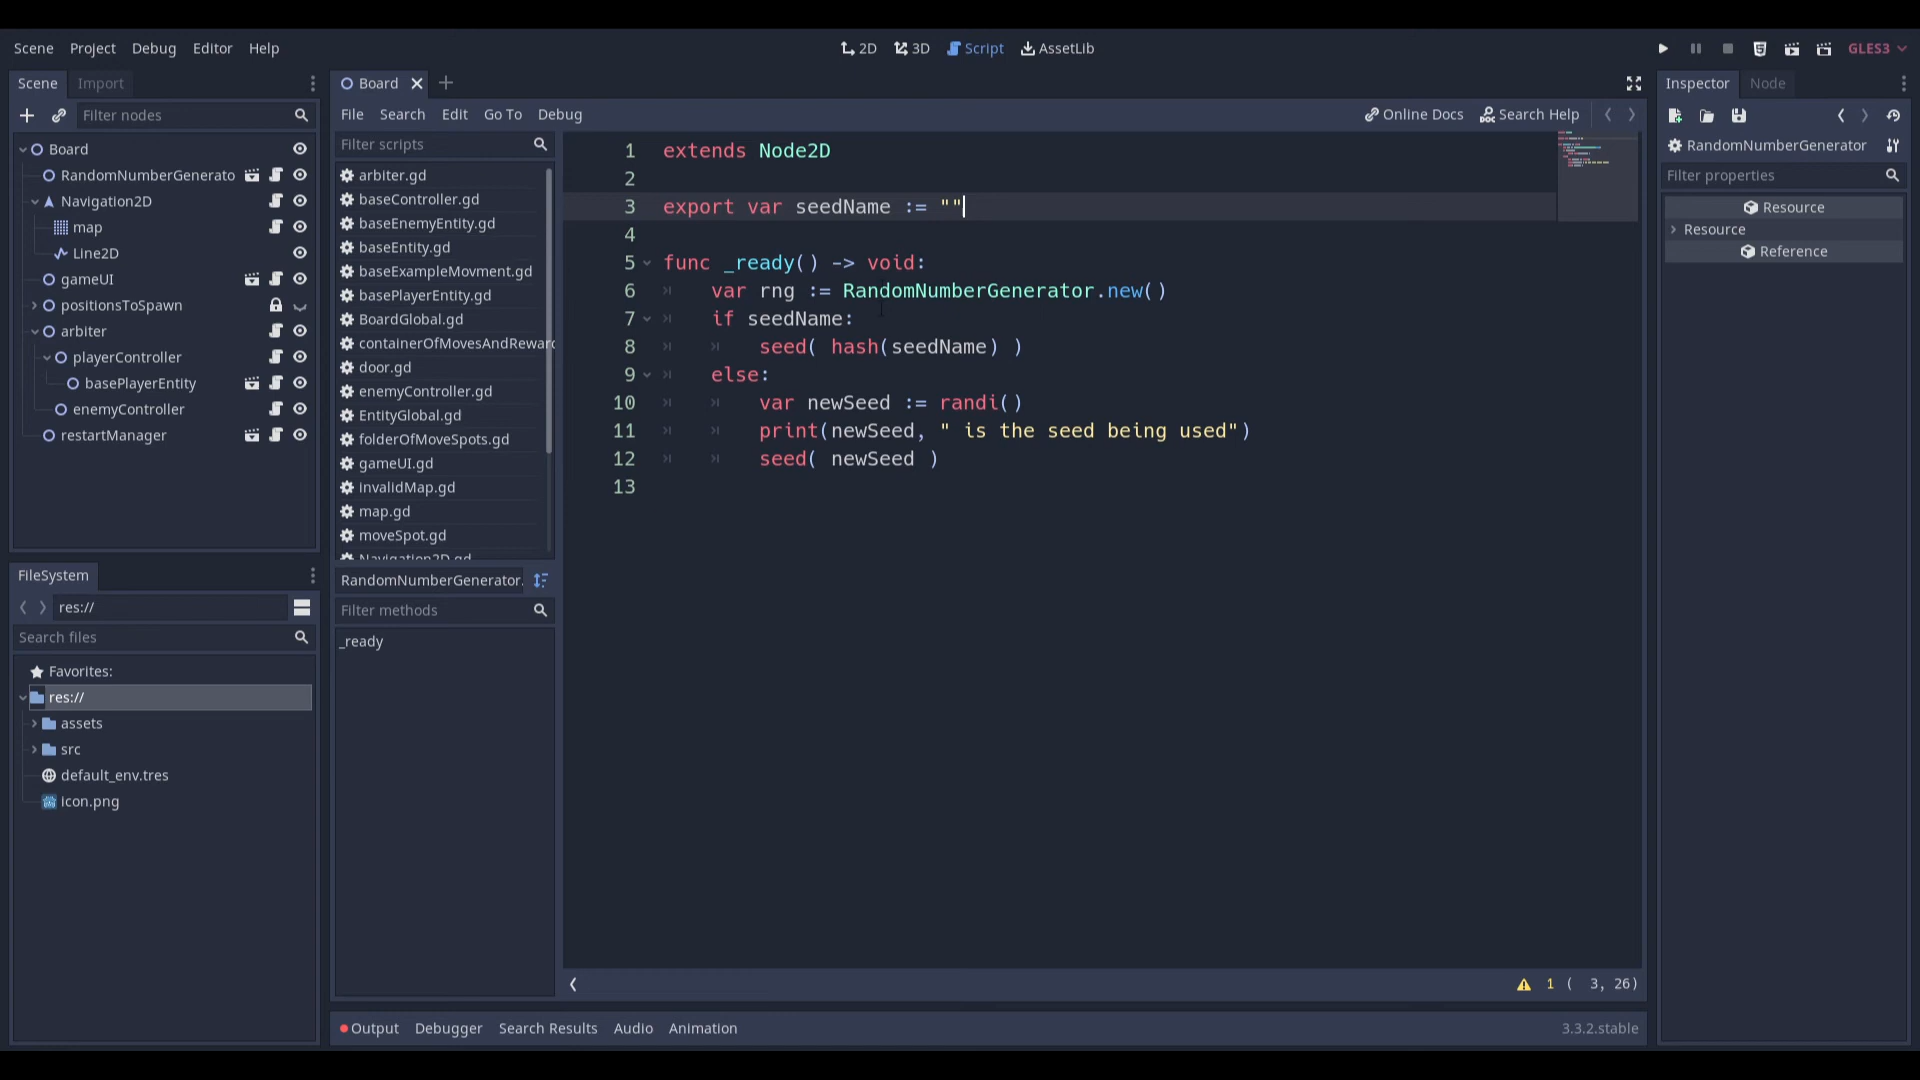 Scene Project Debug Editor Help 2D 3D Script AssetLib GLES3
Scene Import
Filter nodes
Board
RandomNumberGenerato
Navigation2D
map
Line2D
gameUI
positionsToSpawn
arbiter
playerController
basePlayerEntity
enemyController
restartManager
FileSystem
res://
Search files
Favorites:
res://
assets
src
default_env.tres
icon.png
Board
File Search Edit Go To Debug Online Docs Search Help
Filter scripts
arbiter.gd
baseController.gd
baseEnemyEntity.gd
baseEntity.gd
baseExampleMovment.gd
basePlayerEntity.gd
BoardGlobal.gd
containerOfMovesAndReward
door.gd
enemyController.gd
EntityGlobal.gd
folderOfMoveSpots.gd
gameUI.gd
invalidMap.gd
map.gd
moveSpot.gd
Navigation2D.gd
RandomNumberGenerator.
Filter methods
_ready
1 extends Node2D
2
3 export var seedName := ""
4
5 func _ready() -> void:
6 var rng := RandomNumberGenerator.new()
7 if seedName:
8 seed( hash(seedName) )
9 else:
10 var newSeed := randi()
11 print(newSeed, " is the seed being used")
12 seed( newSeed )
13
1 ( 3, 26)
Output Debugger Search Results Audio Animation 3.3.2.stable
Inspector Node
RandomNumberGenerator
Filter properties
Resource
Resource
Reference